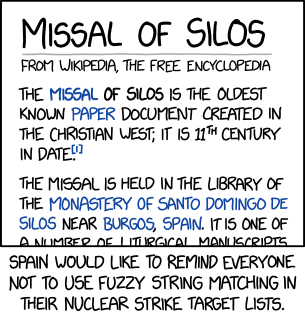 MISSAL OF SILOS
FROM WIKIPEDIA, THE FREE ENCYCLOPEDIA
THE MISSAL OF SILOS IS THE OLDEST
KNOWN PAPER DOCUMENT CREATED IN
THE CHRISTIAN WEST; IT IS 11TH CENTURY
IN DATE.[1]
THE MISSAL IS HELD IN THE LIBRARY OF
THE MONASTERY OF SANTO DOMINGO DE
SILOS NEAR BURGOS, SPAIN. IT IS ONE OF
A NUMBER OF LITURGICAL MANUSCRIPTS
SPAIN WOULD LIKE TO REMIND EVERYONE
NOT TO USE FUZZY STRING MATCHING IN
THEIR NUCLEAR STRIKE TARGET LISTS.